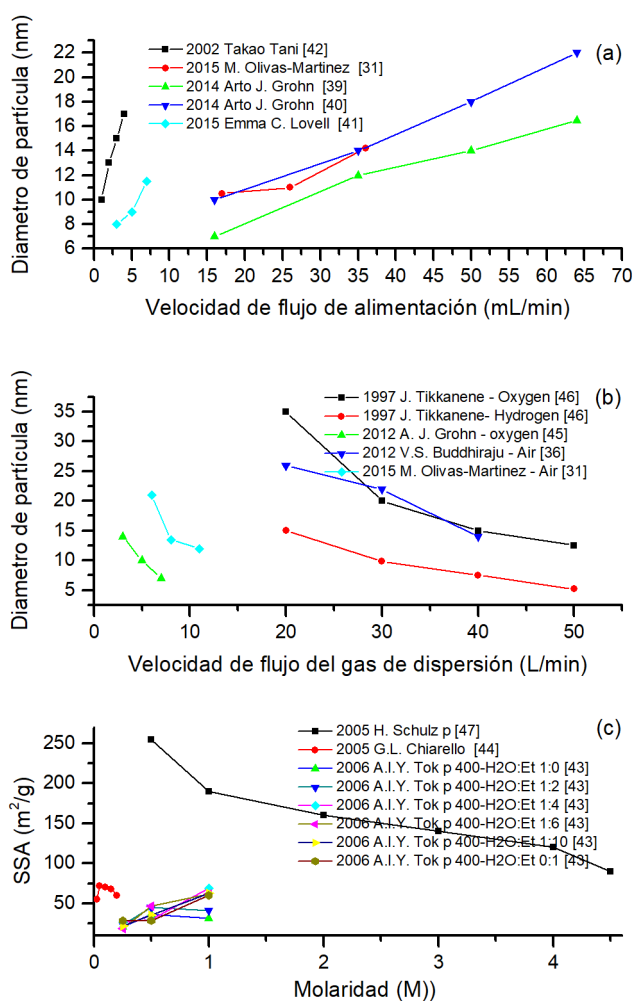 (a)
2002 Takao Tani [42]
2015 M. Olivas-Martinez [31]
2014 Arto J. Grohn [39]
2014 Arto J. Grohn [40]
2015 Emma C. Lovell [41]
Diametro de partícula (nm)
22
20
18
16
14
12
10
8
6
0 5 10 15 20 25 30 35 40 45 50 55 60 65 70
Velocidad de flujo de alimentación (mL/min)
(b)
1997 J. Tikkanene - Oxygen [46]
1997 J. Tikkanene- Hydrogen [46]
2012 A. J. Grohn - oxygen [45]
2012 V.S. Buddhiraju - Air [36]
2015 M. Olivas-Martinez - Air [31]
Diametro de partícula (nm)
35
30
25
20
15
10
5
0 10 20 30 40 50
Velocidad de flujo del gas de dispersión (L/min)
(c)
2005 H. Schulz p [47]
2005 G.L. Chiarello [44]
2006 A.I.Y. Tok p 400-H2O:Et 1:0 [43]
2006 A.I.Y. Tok p 400-H2O:Et 1:2 [43]
2006 A.I.Y. Tok p 400-H2O:Et 1:4 [43]
2006 A.I.Y. Tok p 400-H2O:Et 1:6 [43]
2006 A.I.Y. Tok p 400-H2O:Et 1:10 [43]
2006 A.I.Y. Tok p 400-H2O:Et 0:1 [43]
SSA (m²/g)
250
200
150
100
50
0 1 2 3 4
Molaridad (M))